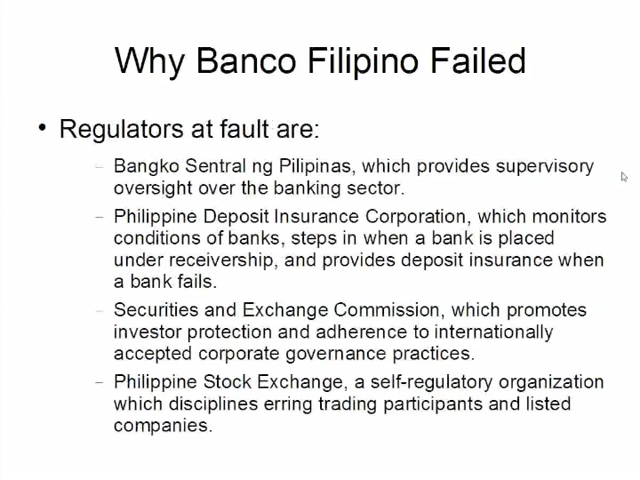 Why Banco Filipino Failed
• Regulators at fault are:
– Bangko Sentral ng Pilipinas, which provides supervisory
oversight over the banking sector.
– Philippine Deposit Insurance Corporation, which monitors
conditions of banks, steps in when a bank is placed
under receivership, and provides deposit insurance when
a bank fails.
– Securities and Exchange Commission, which promotes
investor protection and adherence to internationally
accepted corporate governance practices.
– Philippine Stock Exchange, a self-regulatory organization
which disciplines erring trading participants and listed
companies.